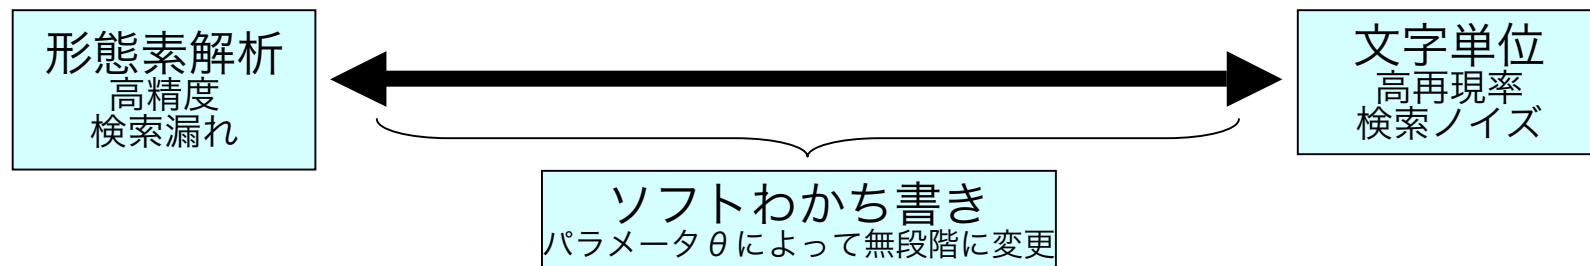 形態素解析
高精度
検索漏れ
文字単位
高再現率
検索ノイズ
ソフトわかち書き
パラメータθによって無段階に変更